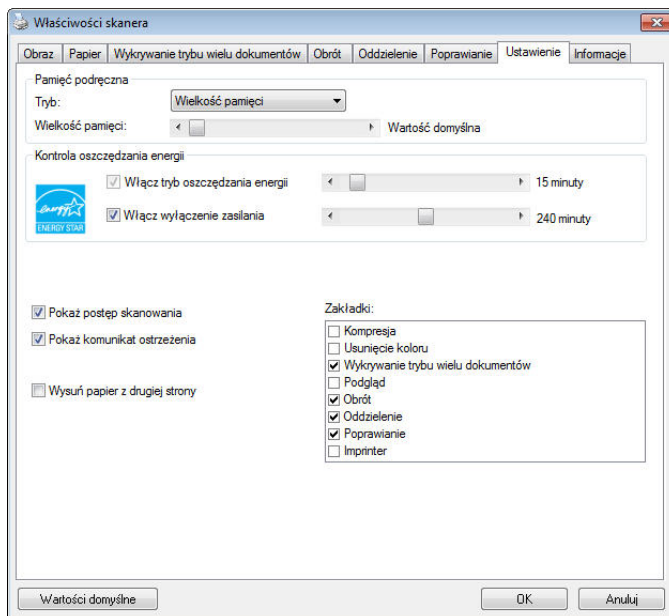 Właściwości skanera
Obraz Papier Wykrywanie trybu wielu dokumentów Obrót Oddzielenie Poprawianie Ustawienie Informacje
Pamięć podręczna
Tryb: Wielkość pamięci
Wielkość pamięci: Wartość domyślna
Kontrola oszczędzania energii
Włącz tryb oszczędzania energii 15 minuty
energy
ENERGY STAR
Włącz wyłączenie zasilania 240 minuty
Pokaż postęp skanowania
Pokaż komunikat ostrzeżenia
Wysuń papier z drugiej strony
Zakładki:
Kompresja
Usunięcie koloru
Wykrywanie trybu wielu dokumentów
Podgląd
Obrót
Oddzielenie
Poprawianie
Imprinter
Wartości domyślne OK Anuluj